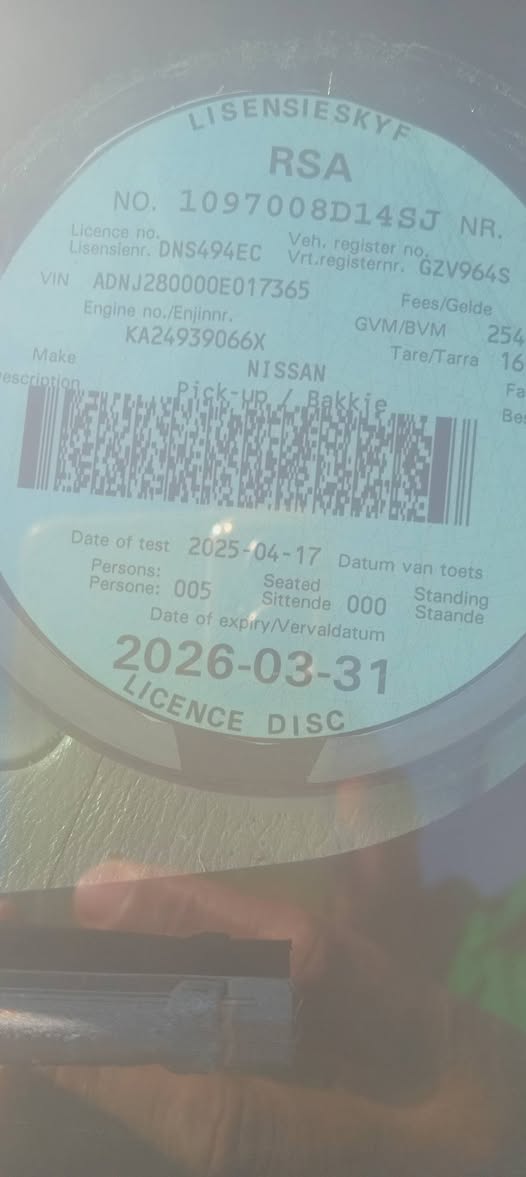 LISENSIESKYF
RSA
NO. 1097008D14SJ NR.
Licence no. Veh. register no.
Lisensienr. DNS494EC Vrt.registernr. GZV964S
VIN ADNJ280000E017365
Fees/Gelde
Engine no./Enjinnr. GVM/BVM 254
KA24939066X Tare/Tarra 16
Make NISSAN
Pick-up / Bakkie
Date of test 2025-04-17 Datum van toets
Persons: Seated Standing
Persone: 005 Sittende 000 Staande
Date of expiry/Vervaldatum
2026-03-31
LICENCE DISC